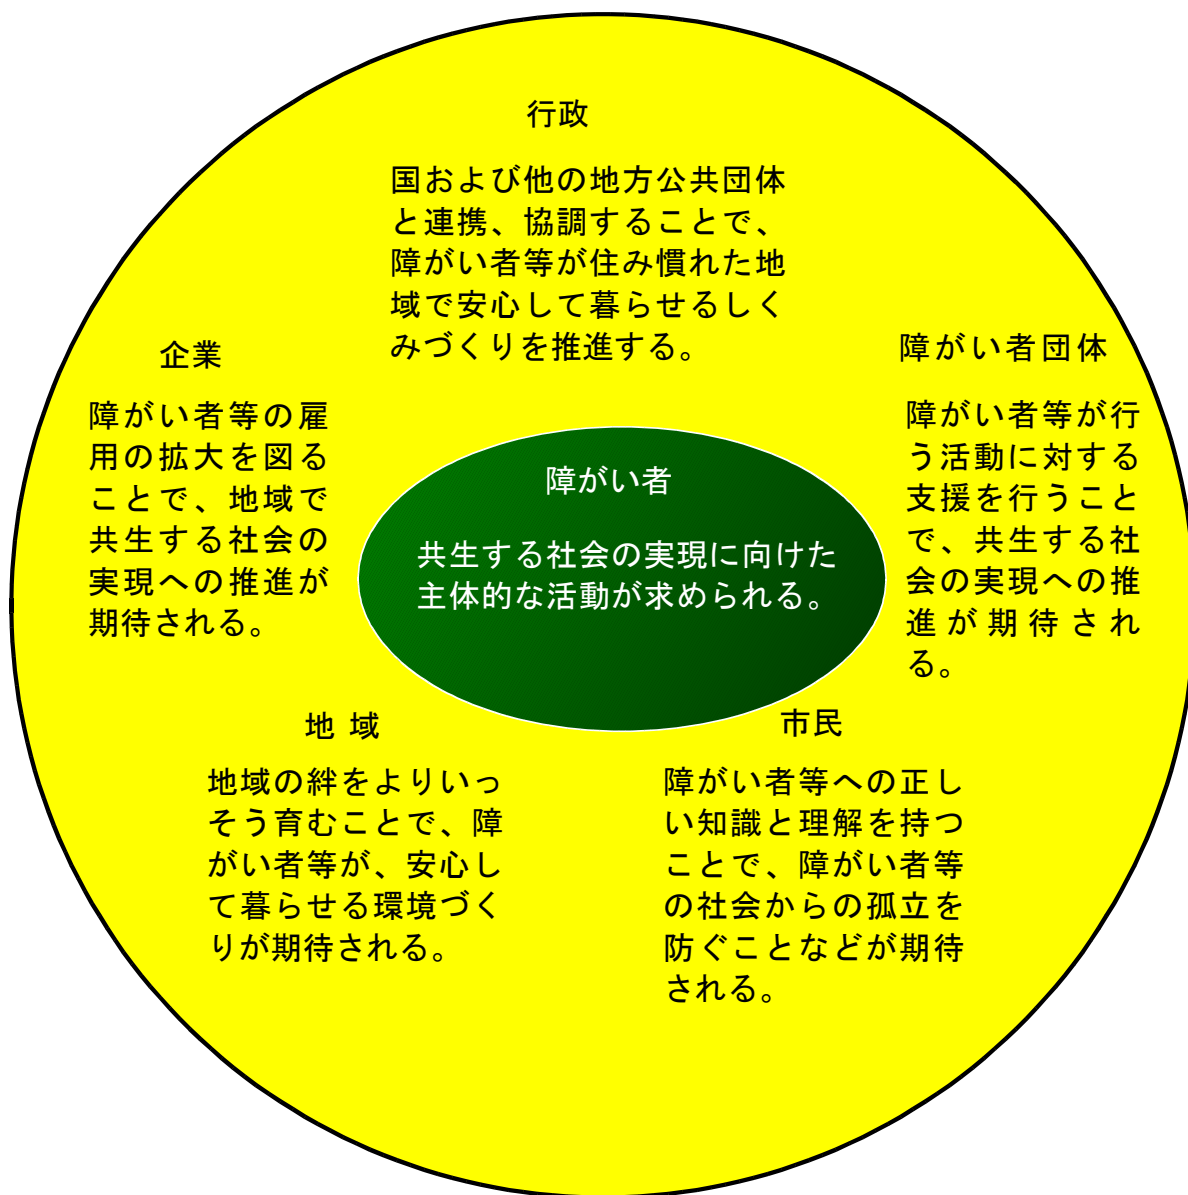 行政
国および他の地方公共団体
と連携、協調することで、
障がい者等が住み慣れた地
域で安心して暮らせるしく
みづくりを推進する。
企業
障がい者等の雇
用の拡大を図る
ことで、地域で
共生する社会の
実現への推進が
期待される。
障がい者団体
障がい者等が行
う活動に対する
支援を行うこと
で、共生する社
会の実現への推
進が期待され
る。
障がい者
共生する社会の実現に向けた
主体的な活動が求められる。
地 域
地域の絆をよりいっ
そう育むことで、障
がい者等が、安心し
て暮らせる環境づく
りが期待される。
市民
障がい者等への正し
い知識と理解を持つ
ことで、障がい者等
の社会からの孤立を
防ぐことなどが期待
される。